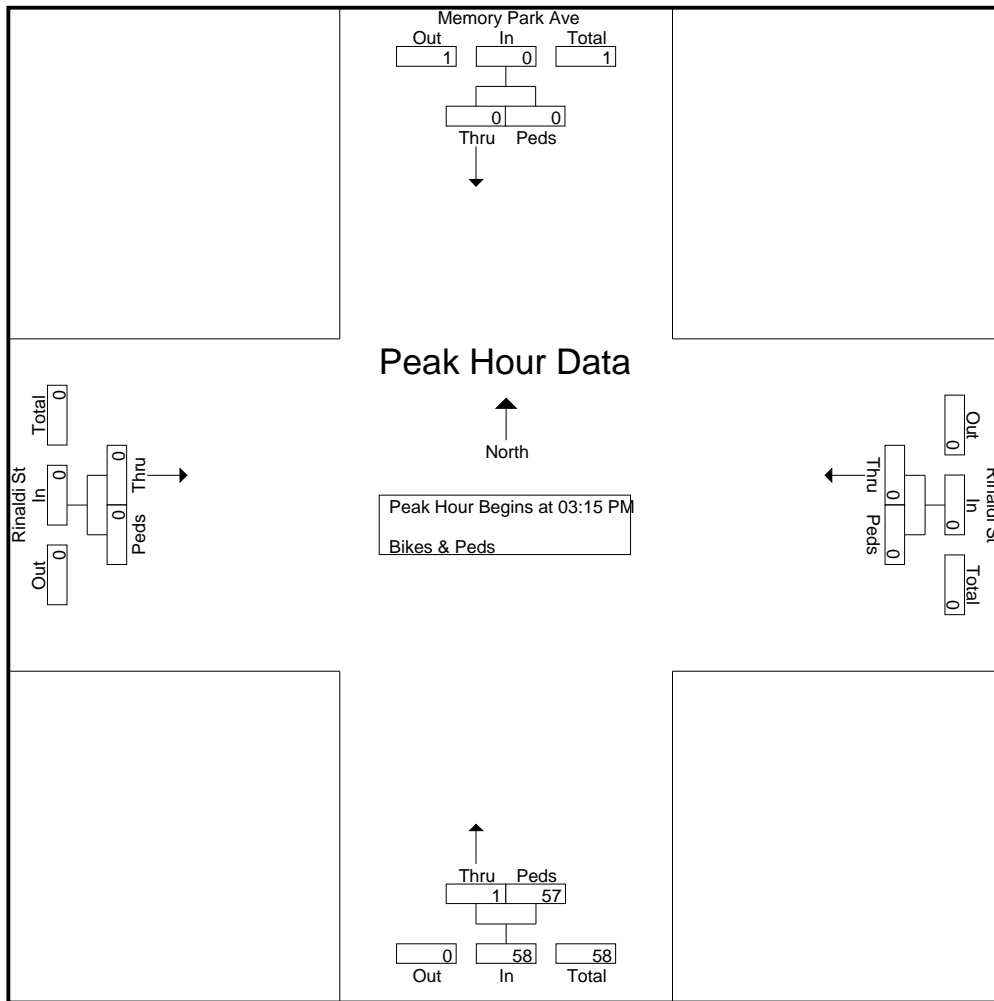 Memory Park Ave
Out In Total
1 0 1
0 0
Thru Peds
Peak Hour Data
North
Peak Hour Begins at 03:15 PM
Bikes & Peds
Rinaldi St
Out In Total
0 0 0
Thru Peds
0 0
Rinaldi St
Out In Total
0 0 0
Thru Peds
0 0
Thru Peds
1 57
0 58 58
Out In Total